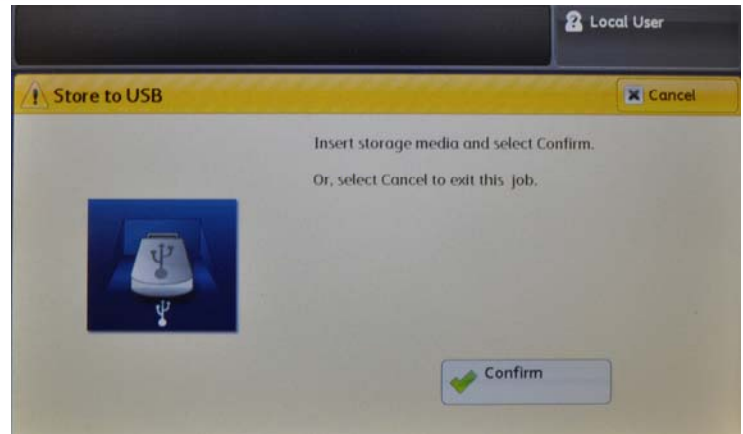 Local User
Store to USB
Cancel
Insert storage media and select Confirm.
Or, select Cancel to exit this job.
Confirm